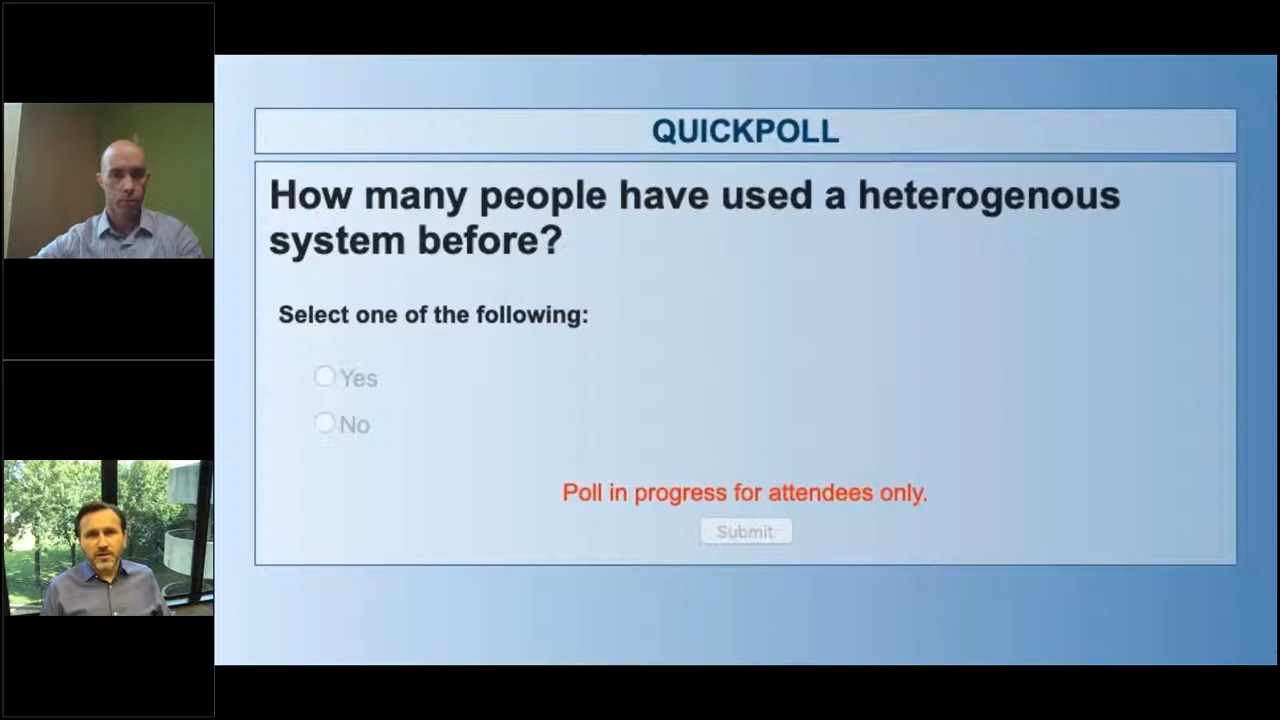 QUICKPOLL
How many people have used a heterogenous
system before?
Select one of the following:
Yes
No
Poll in progress for attendees only.
Submit